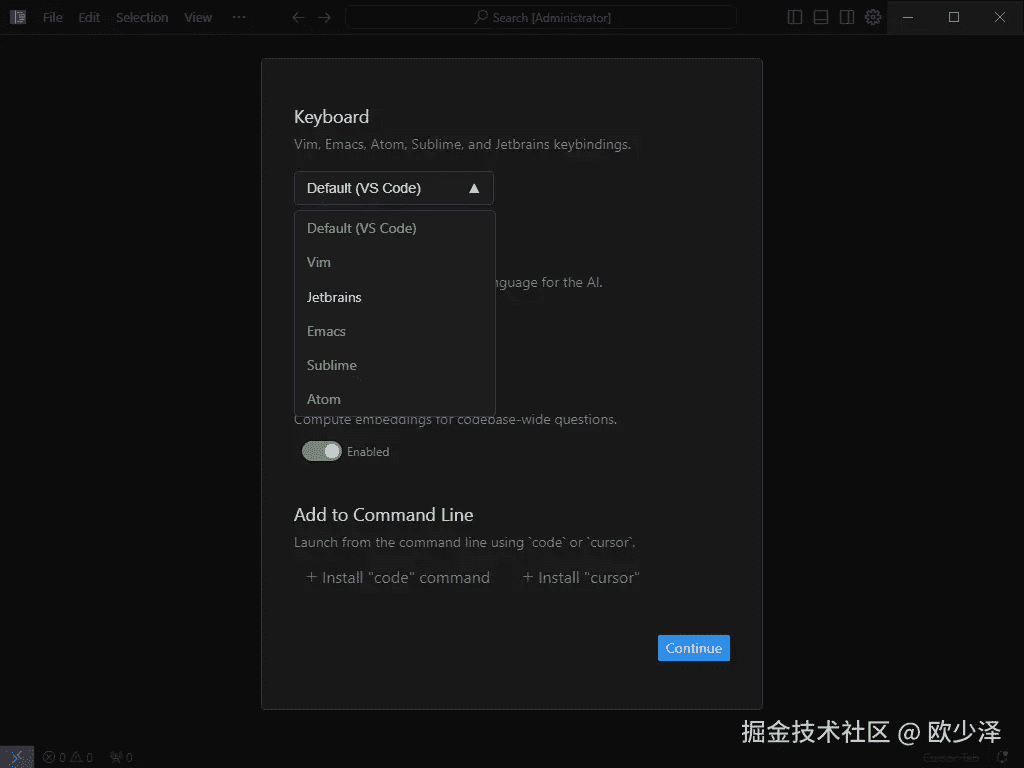 File Edit Selection View ··· Search [Administrator]
Keyboard
Vim, Emacs, Atom, Sublime, and Jetbrains keybindings.
Default (VS Code)
Default (VS Code)
Vim
nguage for the AI.
Jetbrains
Emacs
Sublime
Atom
Compute embeddings for codebase-wide questions.
Enabled
Add to Command Line
Launch from the command line using `code` or `cursor`.
+ Install "code" command + Install "cursor"
Continue
掘金技术社区 @ 欧少泽
0 0 0 Cursor Tab